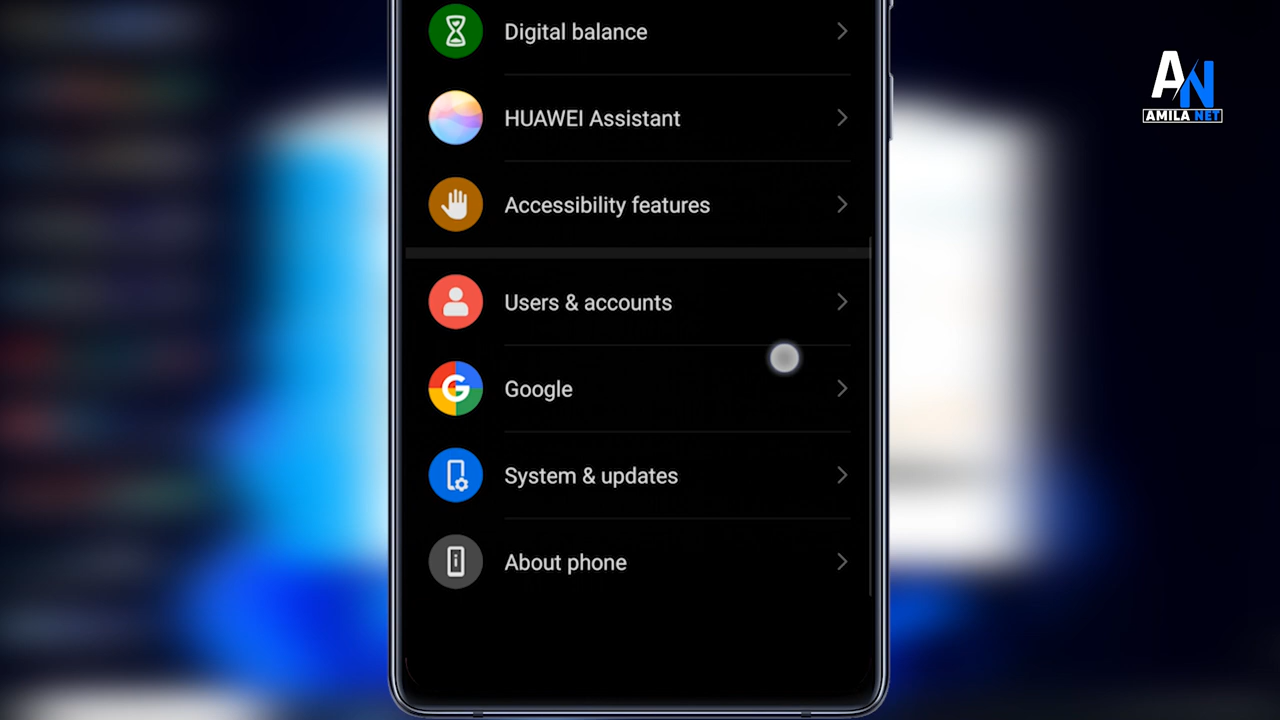 Digital balance
HUAWEI Assistant
Accessibility features
Users & accounts
Google
System & updates
About phone
AN
AMILA NET